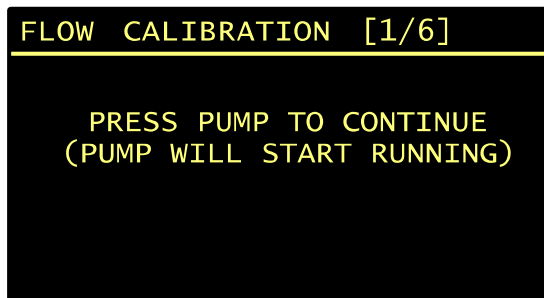 FLOW CALIBRATION [1/6]
PRESS PUMP TO CONTINUE
(PUMP WILL START RUNNING)